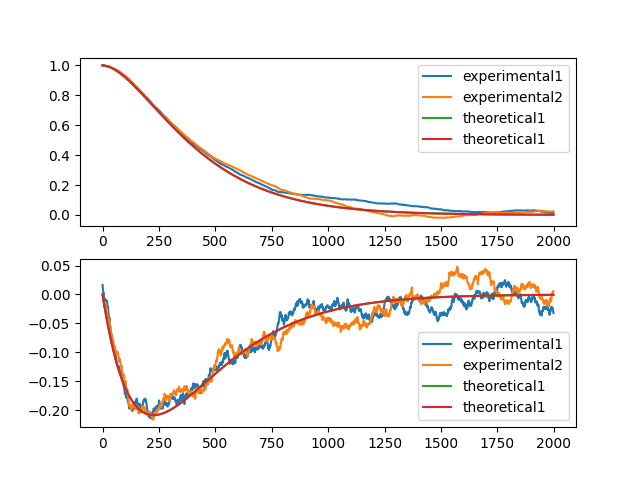 1.0
0.8
0.6
0.4
0.2
0.0
experimental1
experimental2
theoretical1
theoretical1
0 250 500 750 1000 1250 1500 1750 2000
0.05
0.00
−0.05
−0.10
−0.15
−0.20
experimental1
experimental2
theoretical1
theoretical1
0 250 500 750 1000 1250 1500 1750 2000